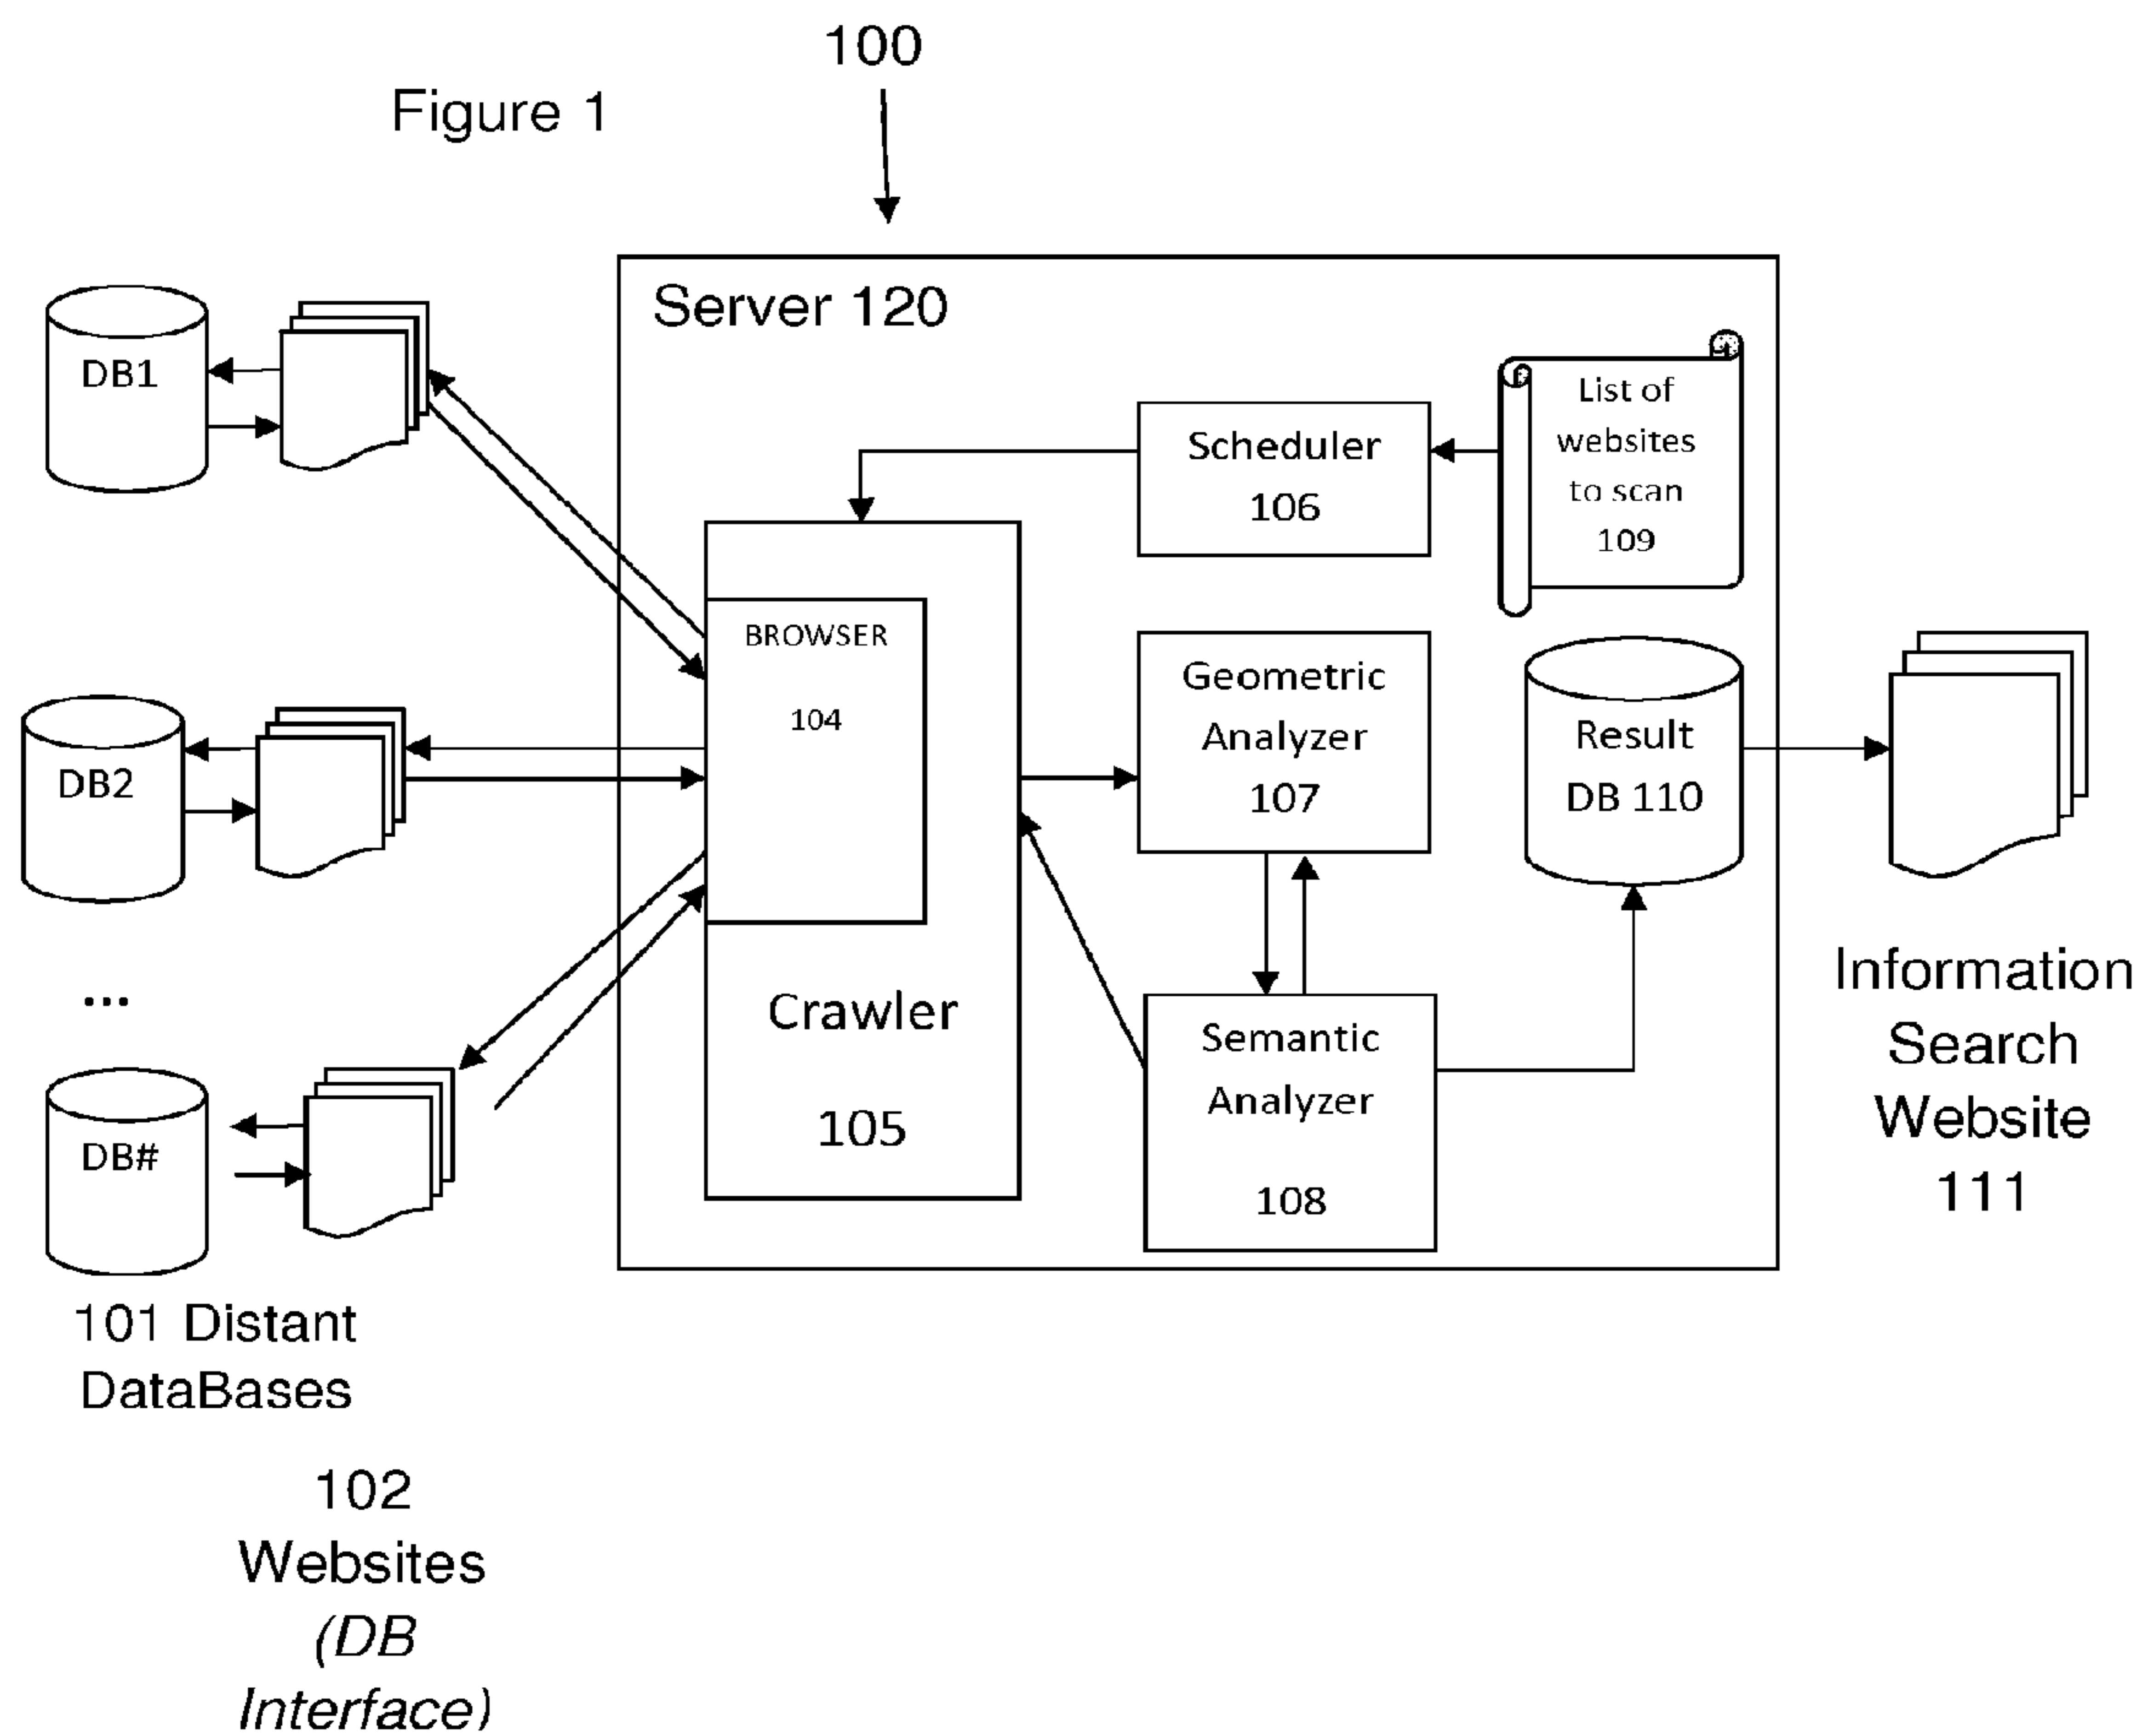 100
Figure 1
Server 120
DB1
List of
websites
to scan
109
Scheduler
106
BROWSER
104
Geometric
Analyzer
107
Result
DB 110
DB2
...
Crawler
105
Semantic
Analyzer
108
Information
Search
Website
111
DB#
101 Distant
DataBases
102
Websites
(DB
Interface)